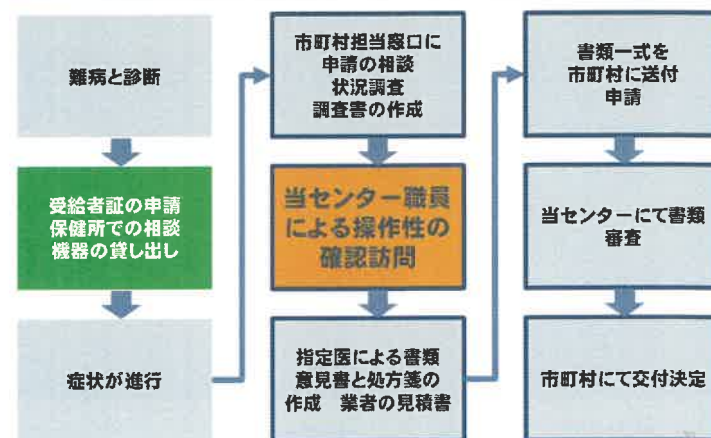 難病と診断
受給者証の申請
保健所での相談
機器の貸し出し
症状が進行
市町村担当窓口に
申請の相談
状況調査
調査書の作成
当センター職員
による操作性の
確認訪問
指定医による書類
意見書と処方箋の
作成 業者の見積書
書類一式を
市町村に送付
申請
当センターにて書類
審査
市町村にて交付決定